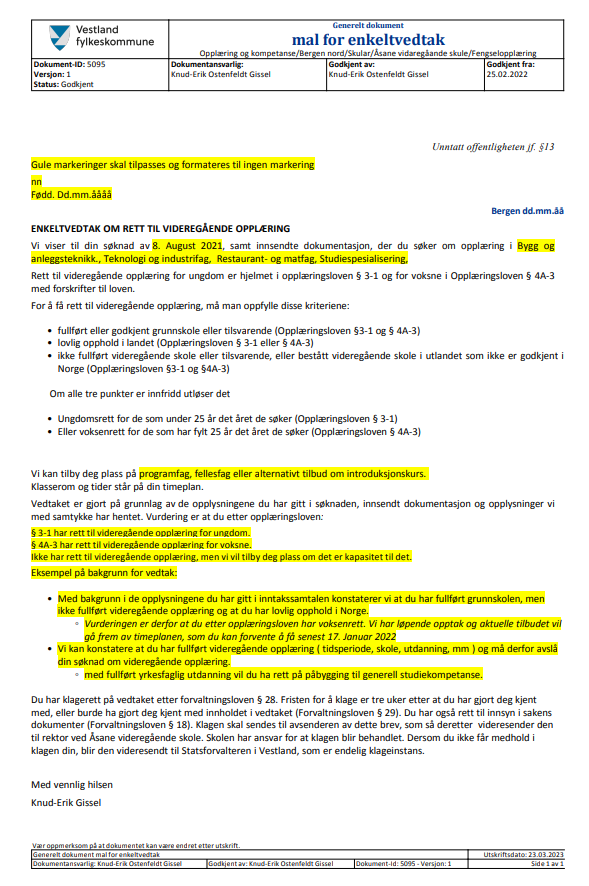 Vestland
fylkeskommune
Generelt dokument
mal for enkeltvedtak
Opplæring og kompetanse/Bergen nord/Skular/Åsane vidaregåande skule/Fengselopplæring
Dokument-ID: 5095
Versjon: 1
Status: Godkjent
Dokumentansvarlig:
Knud-Erik Ostenfeldt Gissel
Godkjent av:
Knud-Erik Ostenfeldt Gissel
Godkjent fra:
25.02.2022
Unntatt offentligheten jf. §13
Gule markeringer skal tilpasses og formateres til ingen markering
nn
Fødd. Dd.mm.åååå
Bergen dd.mm.åå
ENKELTVEDTAK OM RETT TIL VIDEREGÅENDE OPPLÆRING
Vi viser til din søknad av 8. August 2021, samt innsendte dokumentasjon, der du søker om opplæring i Bygg og
anleggsteknikk., Teknologi og industrifag, Restaurant- og matfag, Studiespesialisering,
Rett til videregående opplæring for ungdom er hjelmet i opplæringsloven § 3-1 og for voksne i Opplæringsloven § 4A-3
med forskrifter til loven.
For å få rett til videregående opplæring, må man oppfylle disse kriteriene:
• fullført eller godkjent grunnskole eller tilsvarende (Opplæringsloven §3-1 og § 4A-3)
• lovlig opphold i landet (Opplæringsloven § 3-1 eller § 4A-3)
• ikke fullført videregående skole eller tilsvarende, eller bestått videregående skole i utlandet som ikke er godkjent i
Norge (Opplæringsloven §3-1 og §4A-3)
Om alle tre punkter er innfridd utløser det
• Ungdomsrett for de som under 25 år det året de søker (Opplæringsloven § 3-1)
• Eller voksenrett for de som har fylt 25 år det året de søker (Opplæringsloven § 4A-3)
Vi kan tilby deg plass på programfag, fellesfag eller alternativt tilbud om introduksjonskurs.
Klasserom og tider står på din timeplan.
Vedtaket er gjort på grunnlag av de opplysningene du har gitt i søknaden, innsendt dokumentasjon og opplysninger vi
med samtykke har hentet. Vurdering er at du etter opplæringsloven:
§ 3-1 har rett til videregående opplæring for ungdom.
§ 4A-3 har rett til videregående opplæring for voksne.
Ikke har rett til videregående opplæring, men vi vil tilby deg plass om det er kapasitet til det.
Eksempel på bakgrunn for vedtak:
• Med bakgrunn i de opplysningene du har gitt i inntakssamtalen konstaterer vi at du har fullført grunnskolen, men
ikke fullført videregående opplæring og at du har lovlig opphold i Norge.
◦ Vurderingen er derfor at du etter opplæringsloven har voksenrett. Vi har løpende opptak og aktuelle tilbudet vil
gå frem av timeplanen, som du kan forvente å få senest 17. Januar 2022
• Vi kan konstatere at du har fullført videregående opplæring ( tidsperiode, skole, utdanning, mm ) og må derfor avslå
din søknad om videregående opplæring.
◦ med fullført yrkesfaglig utdanning vil du ha rett på påbygging til generell studiekompetanse.
Du har klagerett på vedtaket etter forvaltningsloven § 28. Fristen for å klage er tre uker etter at du har gjort deg kjent
med, eller burde ha gjort deg kjent med innholdet i vedtaket (Forvaltningsloven § 29). Du har også rett til innsyn i sakens
dokumenter (Forvaltningsloven § 18). Klagen skal sendes til avsenderen av dette brev, som så deretter videresender den
til rektor ved Åsane videregående skole. Skolen har ansvar for at klagen blir behandlet. Dersom du ikke får medhold i
klagen din, blir den videresendt til Statsforvalteren i Vestland, som er endelig klageinstans.
Med vennlig hilsen
Knud-Erik Gissel
Vær oppmerksom på at dokumentet kan være endret etter utskrift.
Generelt dokument mal for enkeltvedtak
Utskriftsdato: 23.03.2023
Dokumentansvarlig: Knud-Erik Ostenfeldt Gissel
Godkjent av: Knud-Erik Ostenfeldt Gissel
Dokument-ID: 5095 - Versjon: 1
Side 1 av 1